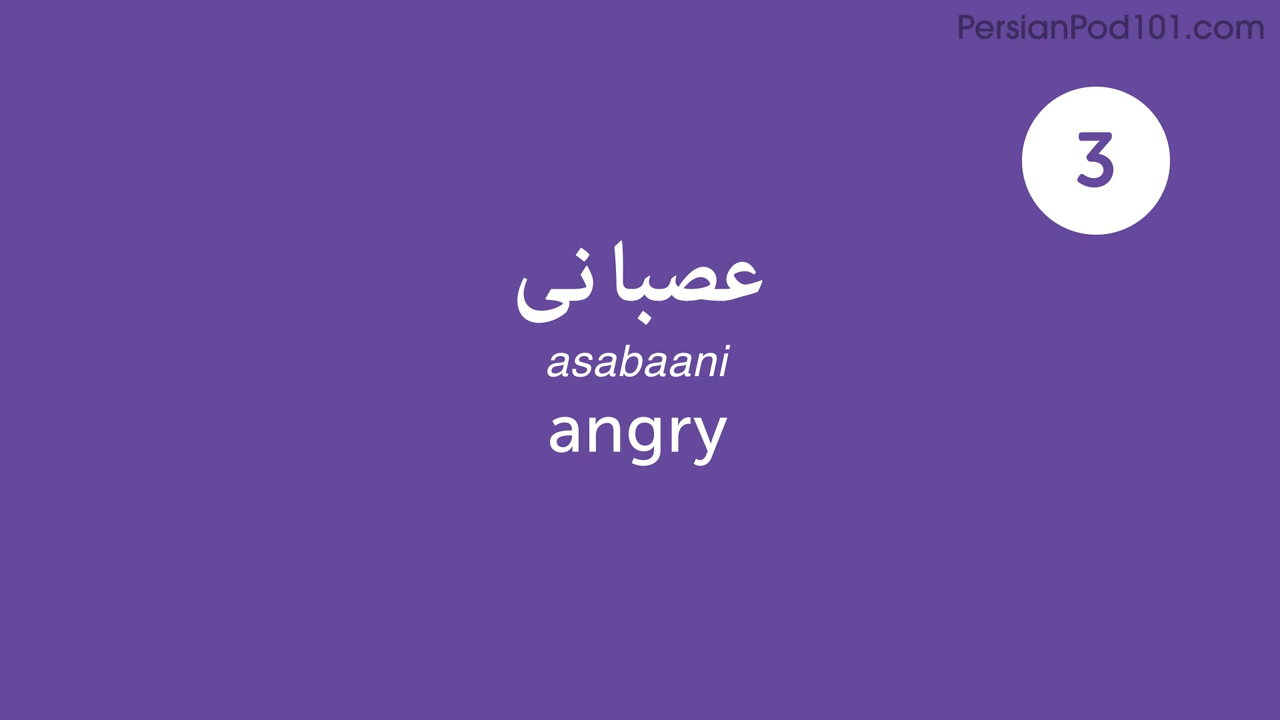 PersianPod101.com
3
عصبانی
asabaani
angry